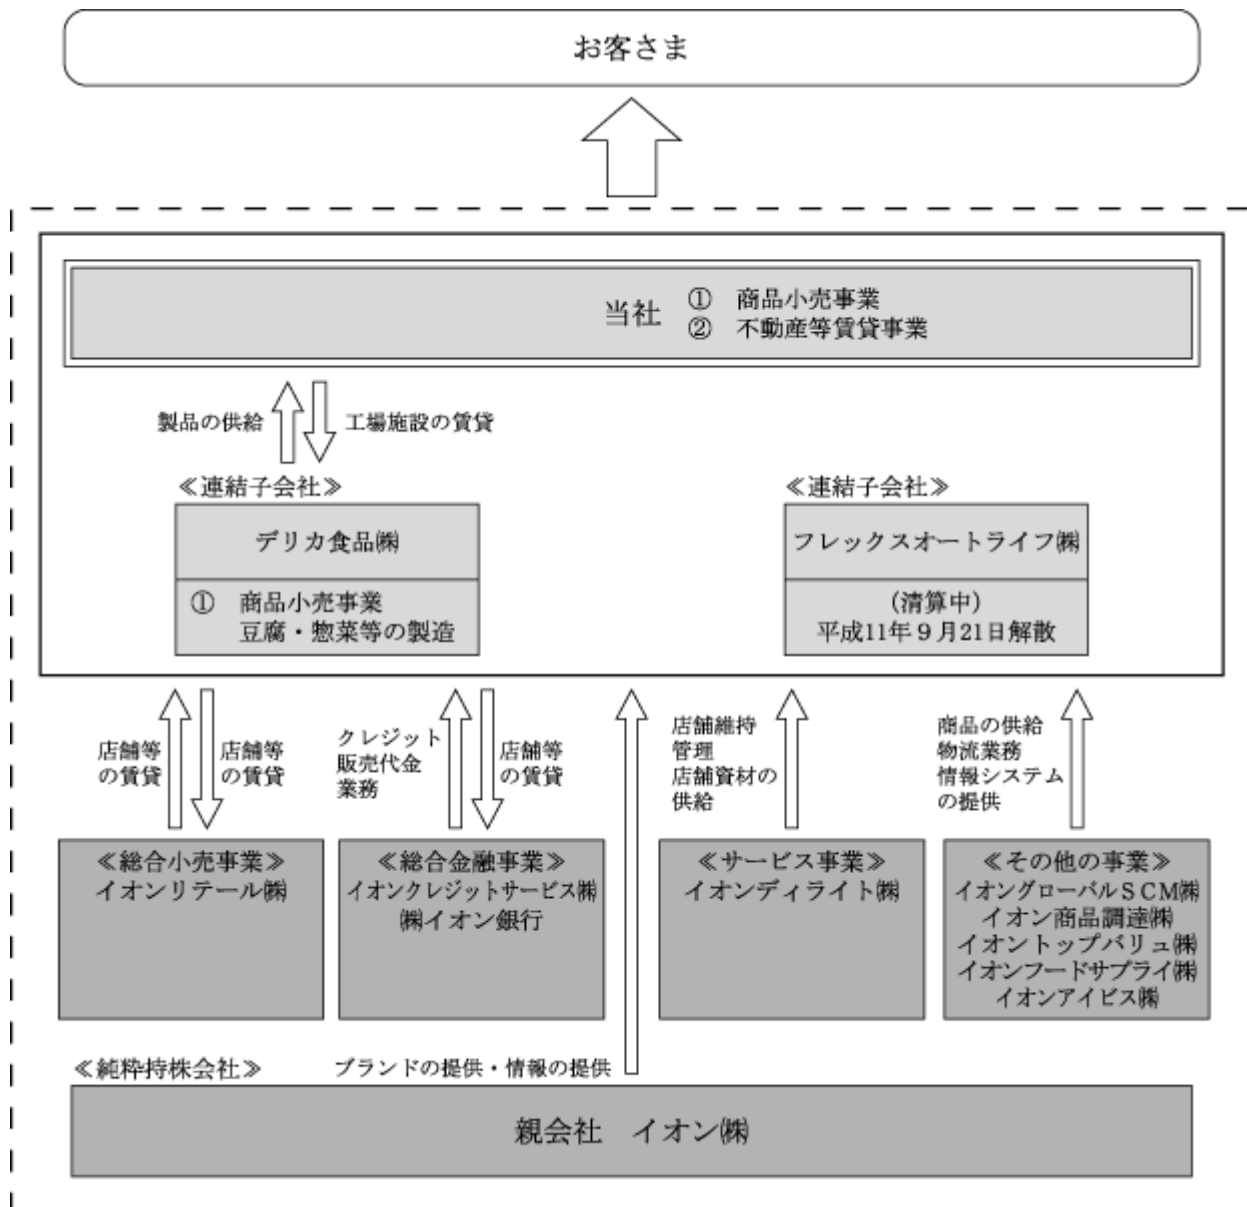 お客さま
当社
① 商品小売事業
② 不動産等賃貸事業
製品の供給
工場施設の賃貸
≪連結子会社≫
デリカ食品㈱
① 商品小売事業
豆腐・惣菜等の製造
≪連結子会社≫
フレックスオートライフ㈱
(清算中)
平成11年９月21日解散
店舗等
の賃貸
店舗等
の賃貸
クレジット
販売代金
業務
店舗等
の賃貸
店舗維持
管理
店舗資材の
供給
商品の供給
物流業務
情報システム
の提供
≪総合小売事業≫
イオンリテール㈱
≪総合金融事業≫
イオンクレジットサービス㈱
㈱イオン銀行
≪サービス事業≫
イオンディライト㈱
≪その他の事業≫
イオングローバルＳＣＭ㈱
イオン商品調達㈱
イオントップバリュ㈱
イオンフードサプライ㈱
イオンアイビス㈱
≪純粋持株会社≫
ブランドの提供・情報の提供
親会社　イオン㈱